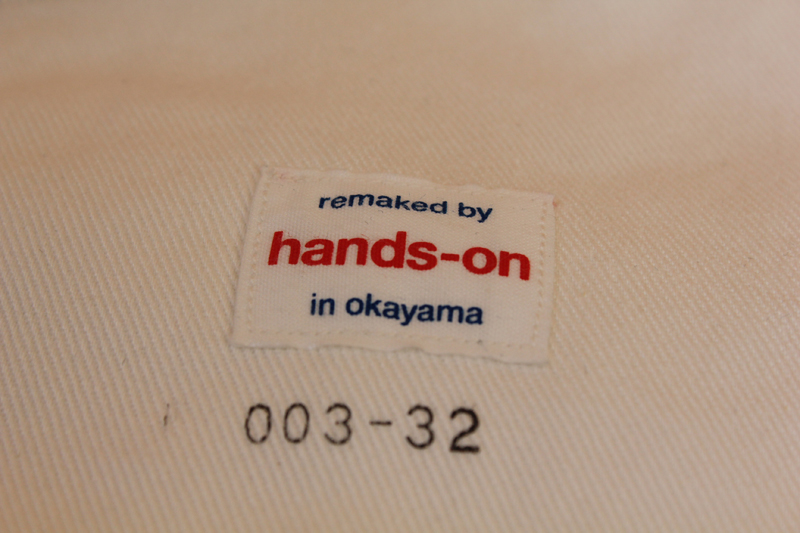 remaked by
hands-on
in okayama
003-32